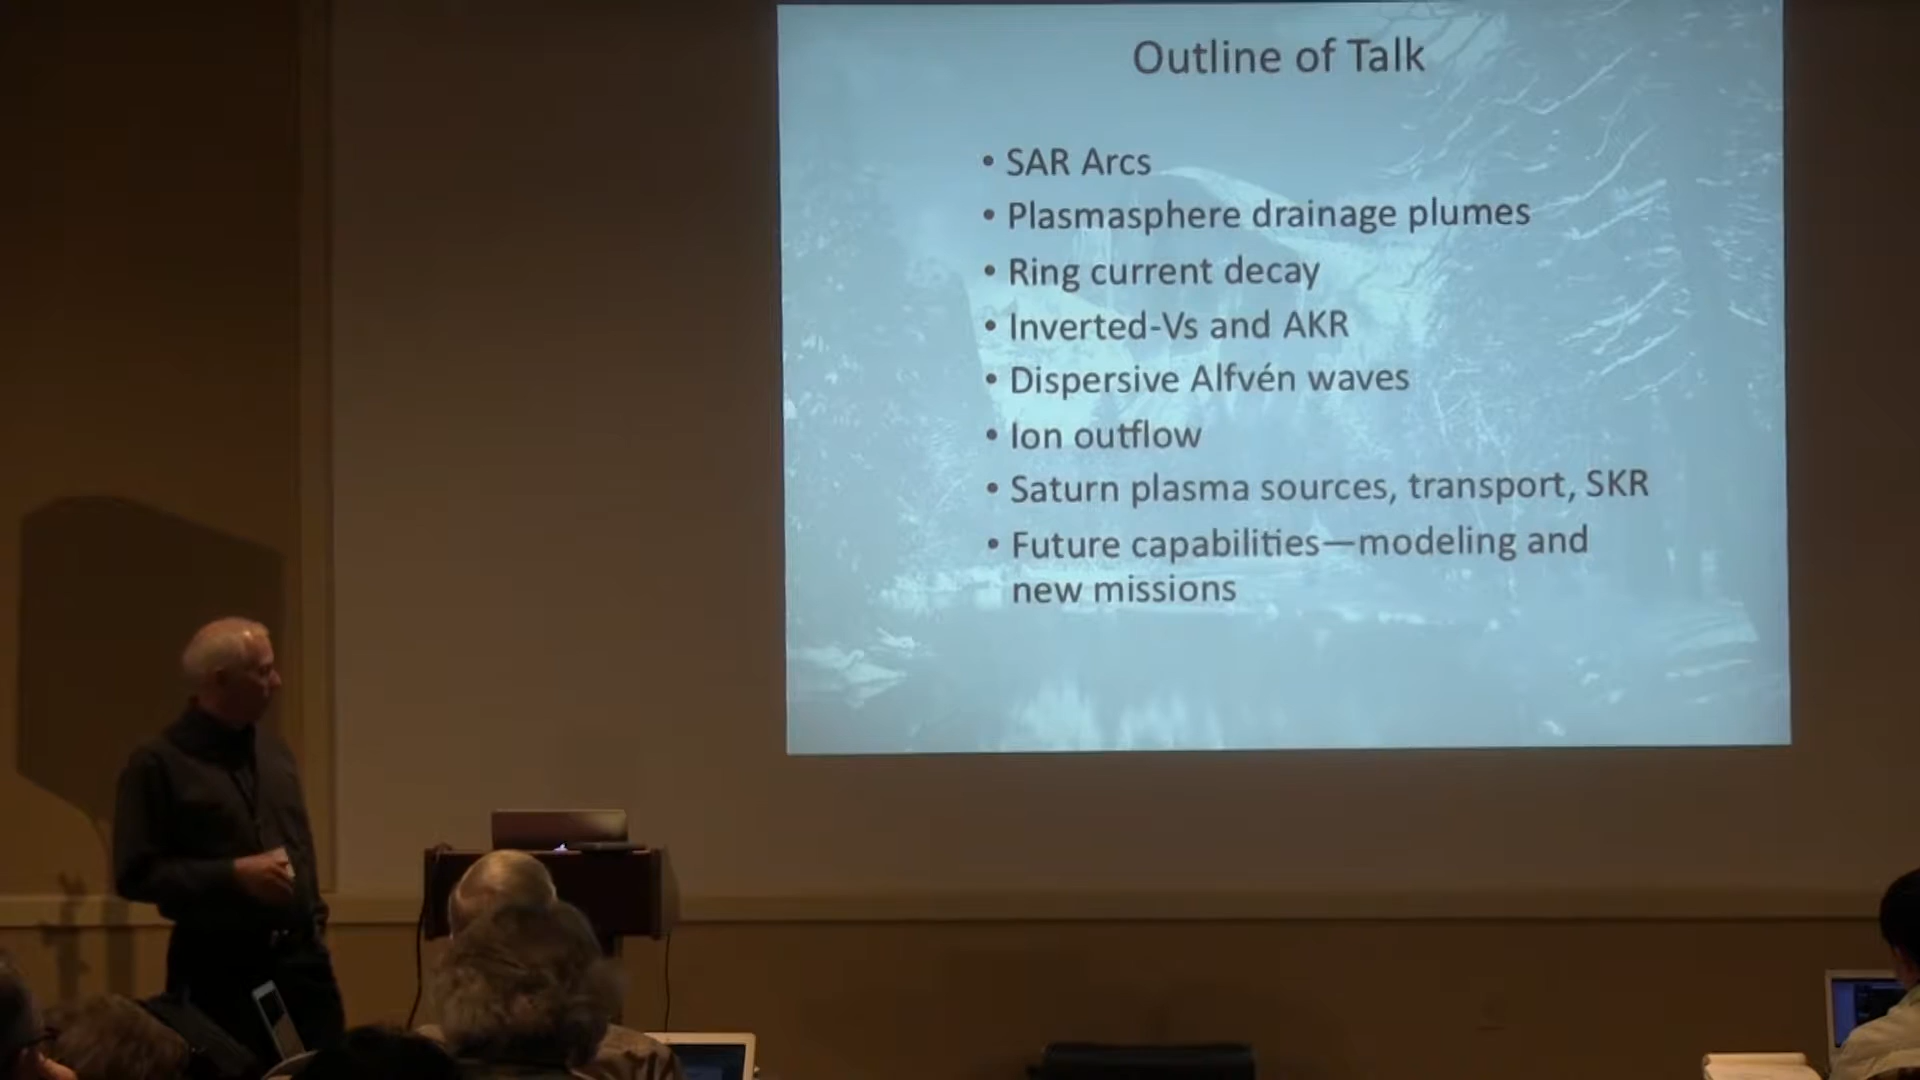 Outline of Talk
• SAR Arcs
• Plasmasphere drainage plumes
• Ring current decay
• Inverted-Vs and AKR
• Dispersive Alfvén waves
• Ion outflow
• Saturn plasma sources, transport, SKR
• Future capabilities—modeling and
new missions